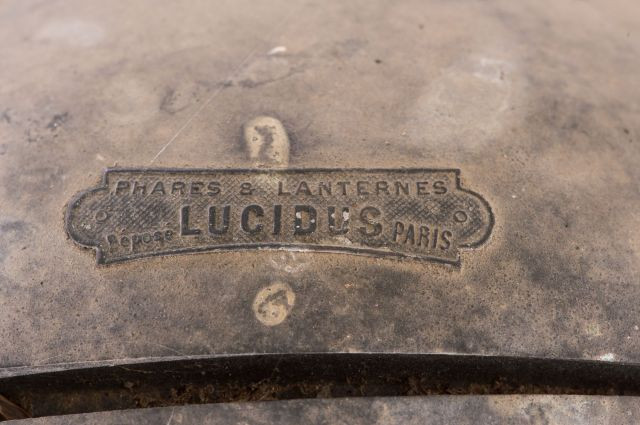 PHARES & LANTERNES
Déposé LUCIDUS PARIS